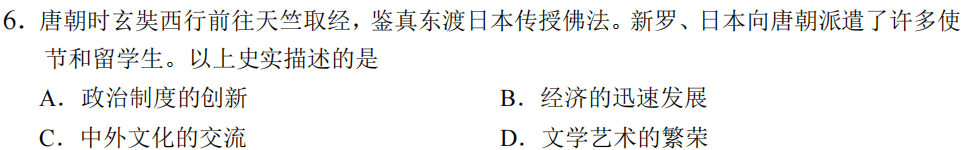 6．唐朝时玄奘西行前往天竺取经，鉴真东渡日本传授佛法。新罗、日本向唐朝派遣了许多使
节和留学生。以上史实描述的是
A．政治制度的创新 B．经济的迅速发展
C．中外文化的交流 D．文学艺术的繁荣